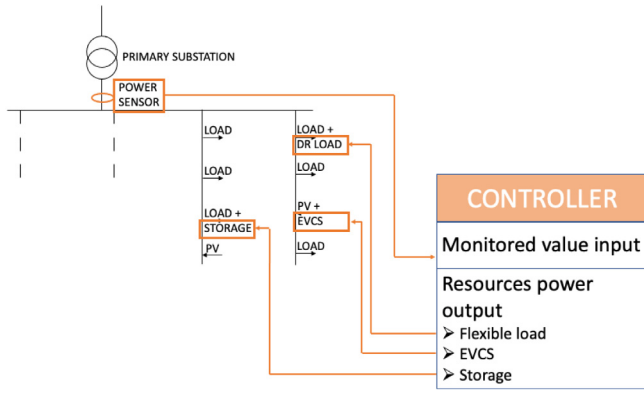 PRIMARY SUBSTATION
POWER
SENSOR
LOAD
LOAD
LOAD +
STORAGE
PV
LOAD +
DR LOAD
LOAD
PV +
EVCS
LOAD
CONTROLLER
Monitored value input
Resources power
output
➢ Flexible load
➢ EVCS
➢ Storage